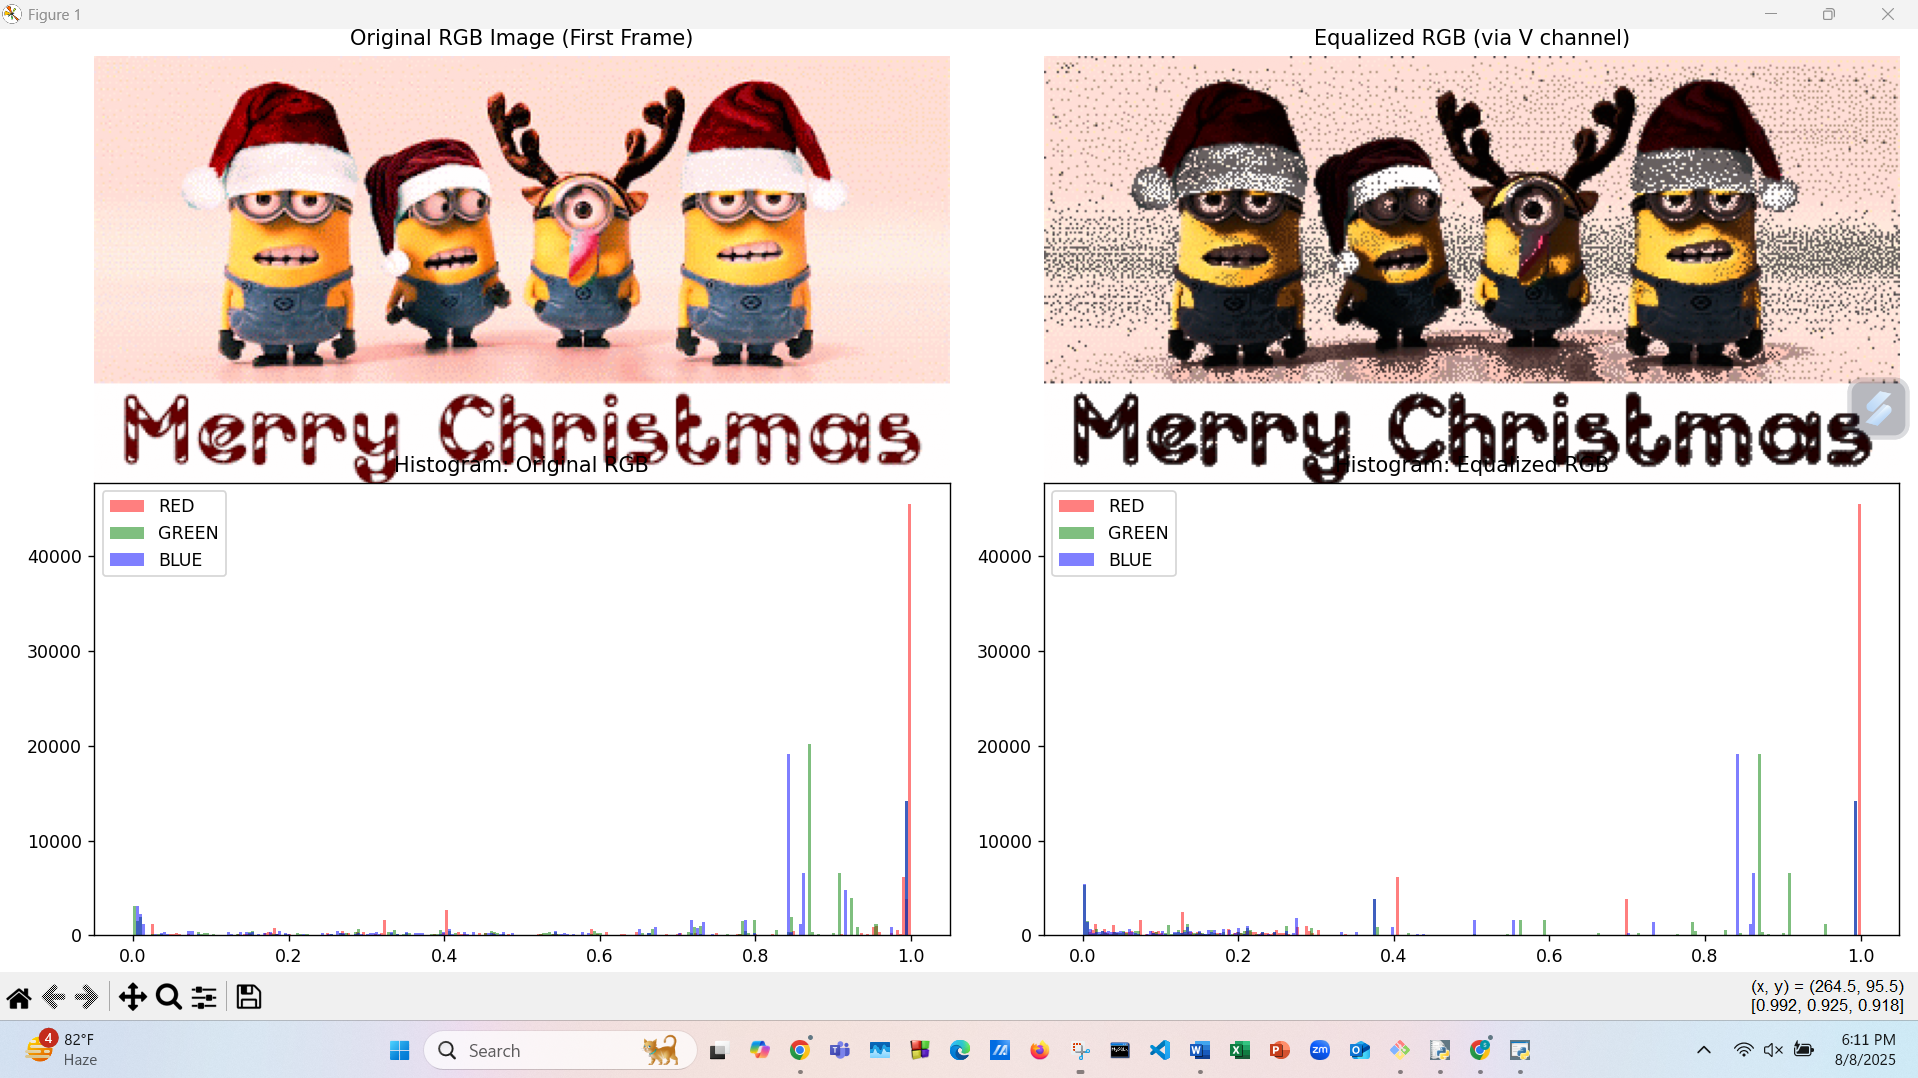 Figure 1
Original RGB Image (First Frame)
Equalized RGB (via V channel)
Merry Christmas
Merry Christmas
Histogram: Original RGB
Histogram: Equalized RGB
RED
GREEN
BLUE
40000
30000
20000
10000
0
0.0 0.2 0.4 0.6 0.8 1.0
RED
GREEN
BLUE
40000
30000
20000
10000
0
0.0 0.2 0.4 0.6 0.8 1.0
(x, y) = (264.5, 95.5)
[0.992, 0.925, 0.918]
4
82°F
Haze
Search
zm
6:11 PM
8/8/2025